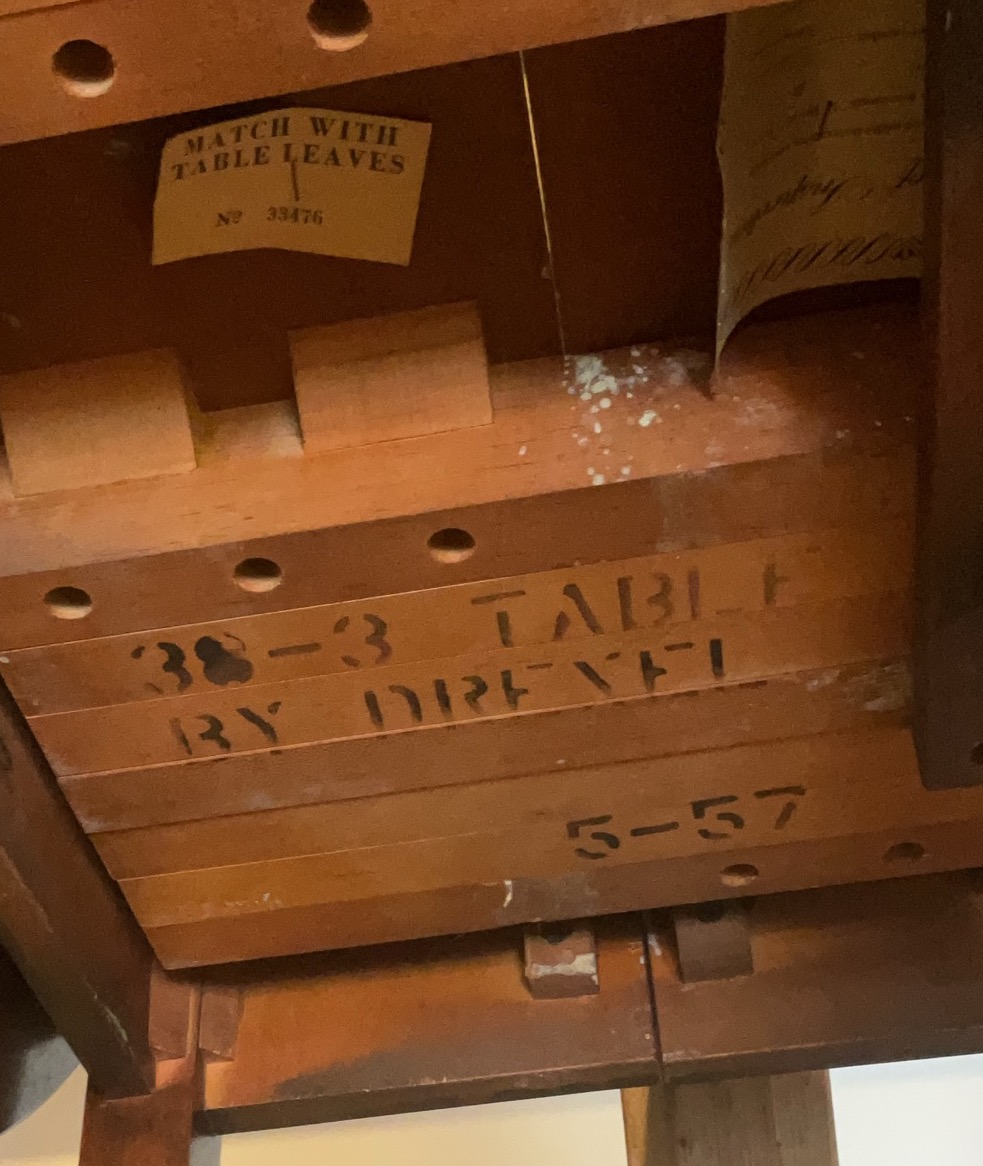 MATCH WITH
TABLE LEAVES
Nº 33476
38-3 TABLE
BY DREXEL
5-57